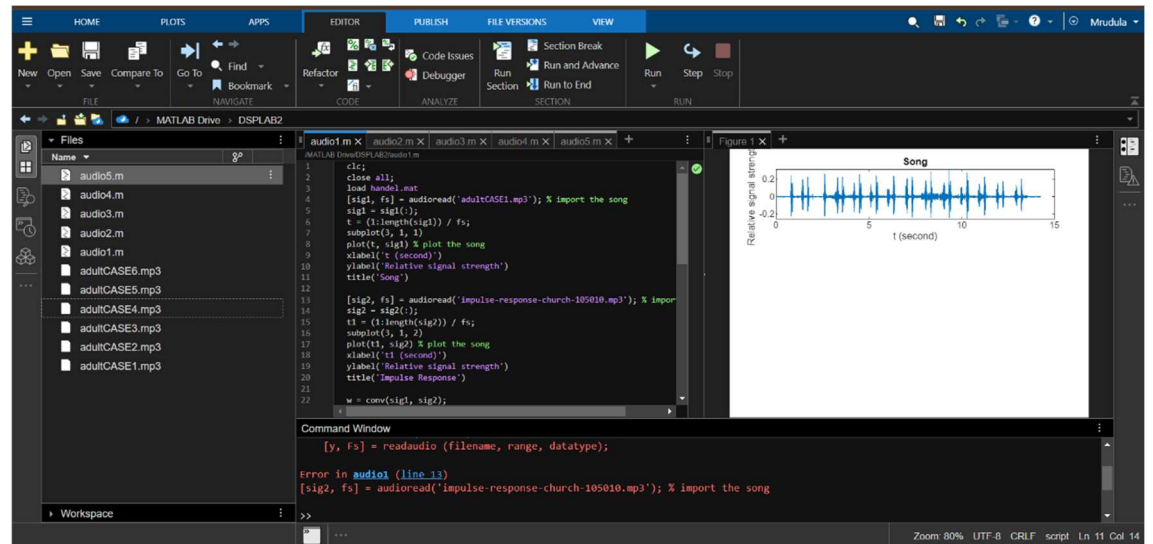 HOME PLOTS APPS EDITOR PUBLISH FILE VERSIONS VIEW Mrudula
New Open Save Compare To Go To Find Bookmark Refactor Code Issues Debugger Run Section Section Break Run and Advance Run to End Run Step Stop
FILE NAVIGATE CODE ANALYZE SECTION RUN
/ > MATLAB Drive > DSPLAB2
Files
Name
audio5.m
audio4.m
audio3.m
audio2.m
audio1.m
adultCASE6.mp3
adultCASE5.mp3
adultCASE4.mp3
adultCASE3.mp3
adultCASE2.mp3
adultCASE1.mp3
Workspace
audio1.m × audio2.m × audio3.m × audio4.m × audio5.m × +
/MATLAB Drive/DSPLAB2/audio1.m
1 clc;
2 close all;
3 load handel.mat
4 [sig1, fs] = audioread('adultCASE1.mp3'); % import the song
5 sig1 = sig1(:);
6 t = (1:length(sig1)) / fs;
7 subplot(3, 1, 1)
8 plot(t, sig1) % plot the song
9 xlabel('t (second)')
10 ylabel('Relative signal strength')
11 title('Song')
12
13 [sig2, fs] = audioread('impulse-response-church-105010.mp3'); % impor
14 sig2 = sig2(:);
15 t1 = (1:length(sig2)) / fs;
16 subplot(3, 1, 2)
17 plot(t1, sig2) % plot the song
18 xlabel('t1 (second)')
19 ylabel('Relative signal strength')
20 title('Impulse Response')
21
22 w = conv(sig1, sig2);
Figure 1 × +
Song
Relative signal strength
0.2
0
-0.2
0 5 10 15
t (second)
Command Window
[y, Fs] = readaudio (filename, range, datatype);
Error in audio1 (line 13)
[sig2, fs] = audioread('impulse-response-church-105010.mp3'); % import the song
>>
Zoom: 80% UTF-8 CRLF script Ln 11 Col 14